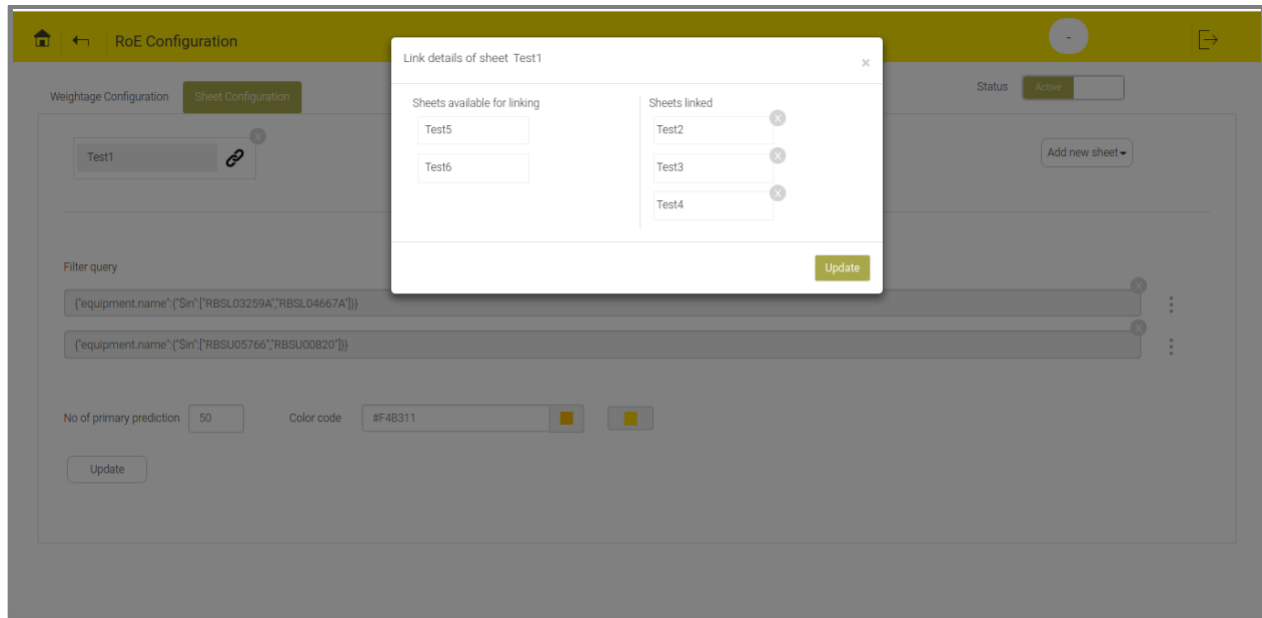 RoE Configuration
-
Link details of sheet Test1
×
Weightage Configuration
Sheet Configuration
Status
Active
Sheets available for linking
Test5
Test6
Sheets linked
Test2
X
Test3
X
Test4
X
Update
Test1
X
Add new sheet
Filter query
{"equipment.name":{"$in":["RBSL03259A","RBSL04667A"]}}
X
{"equipment.name":{"$in":["RBSU05766","RBSU00820"]}}
X
No of primary prediction
50
Color code
#F4B311
Update